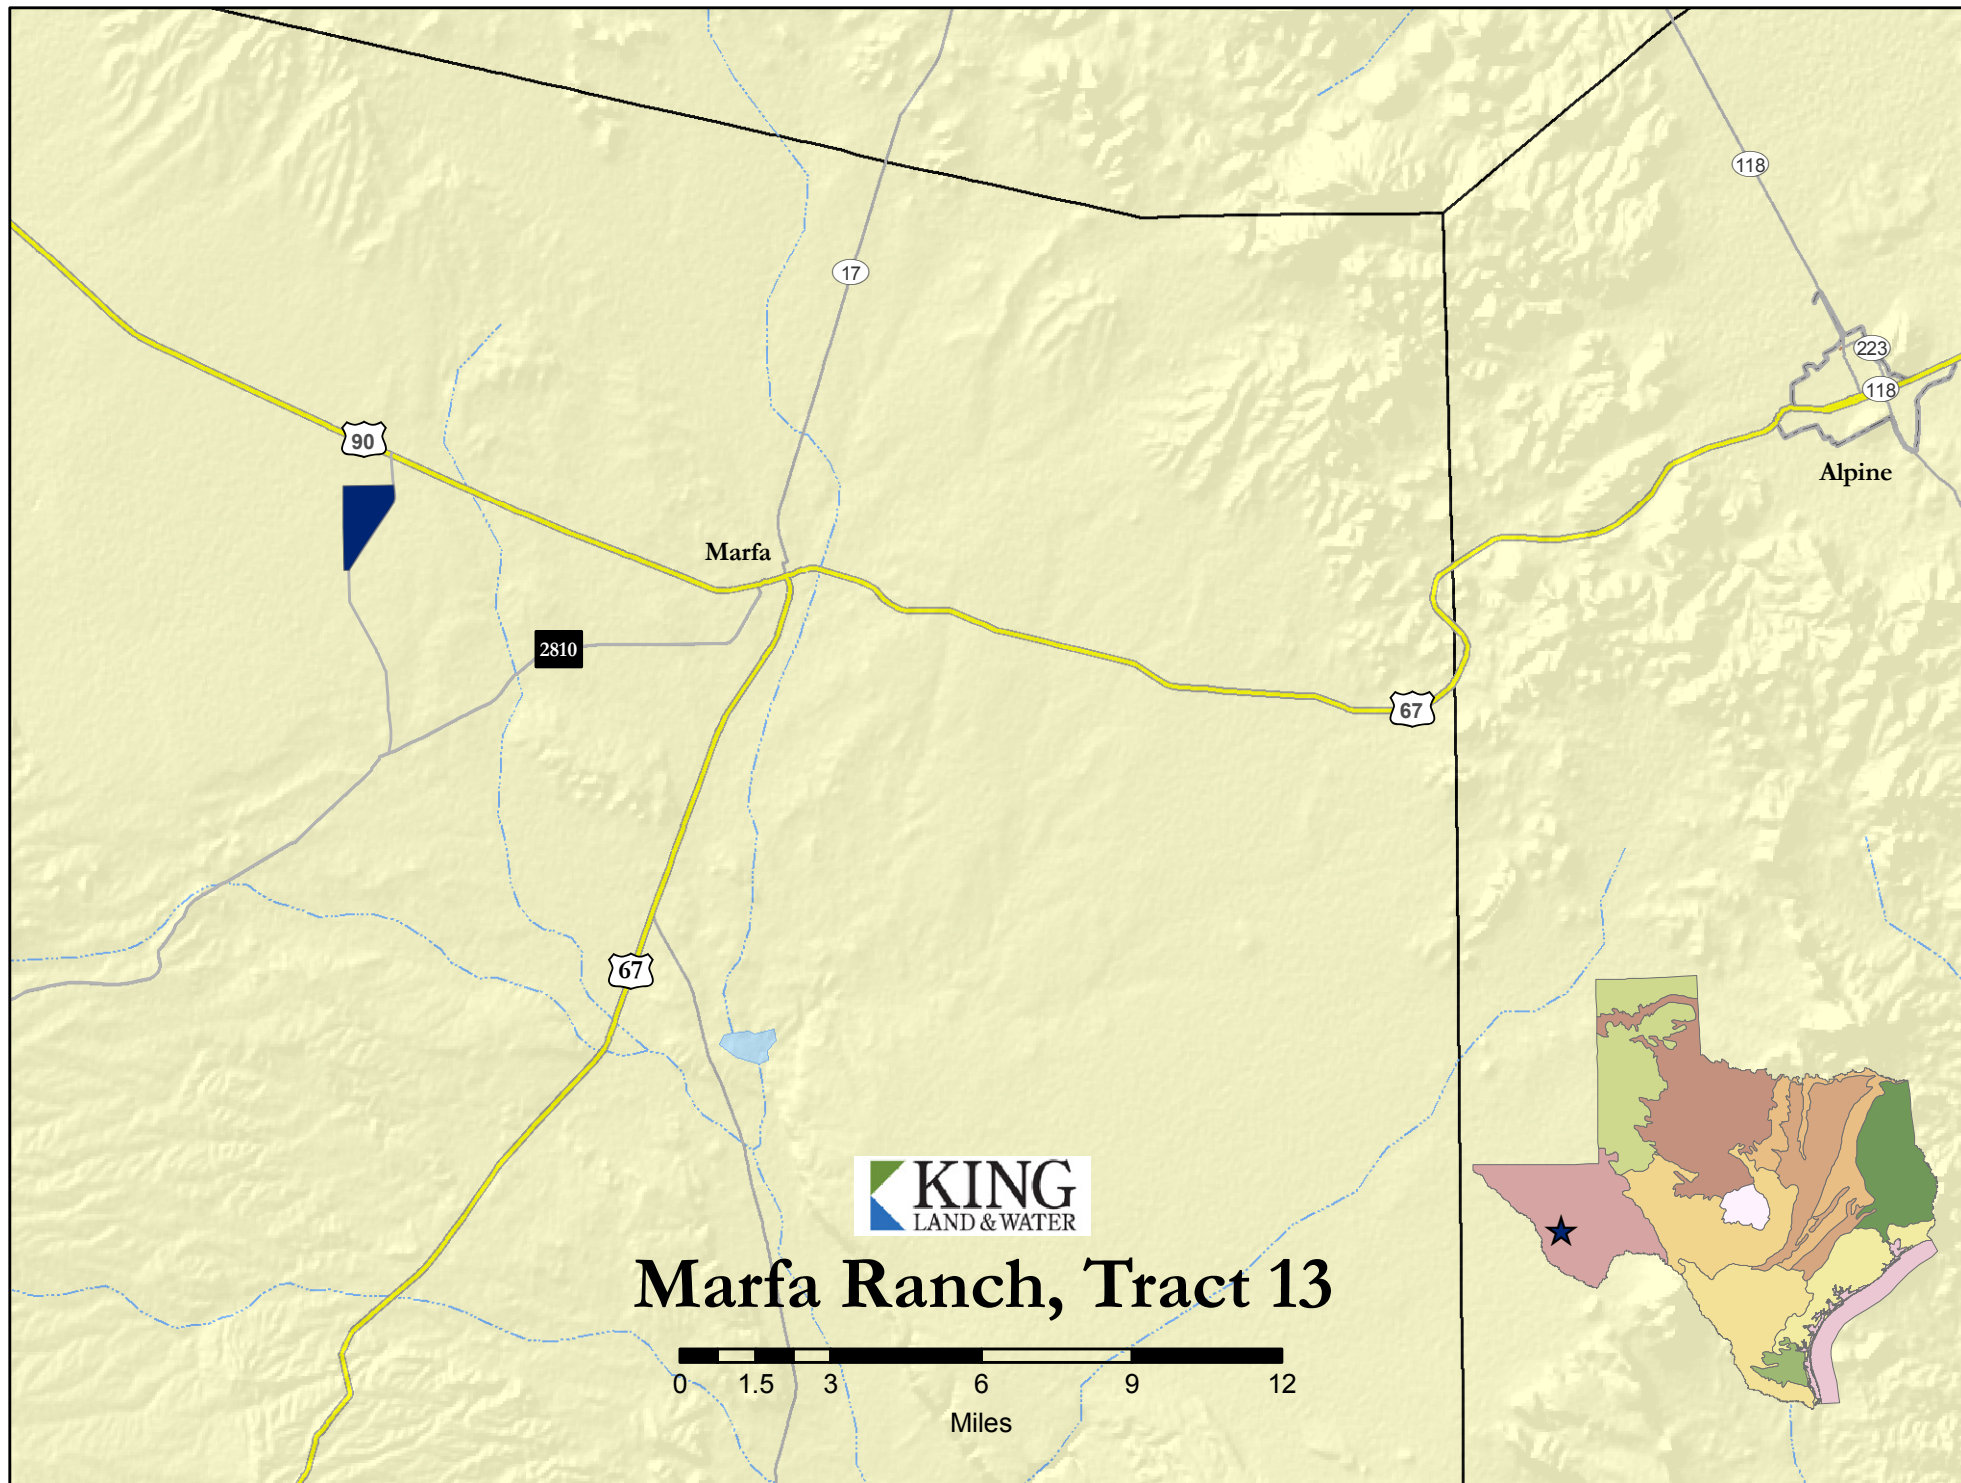 118
17
223
118
90
Alpine
Marfa
2810
67
67
KING
LAND & WATER
Marfa Ranch, Tract 13
0 1.5 3 6 9 12
Miles